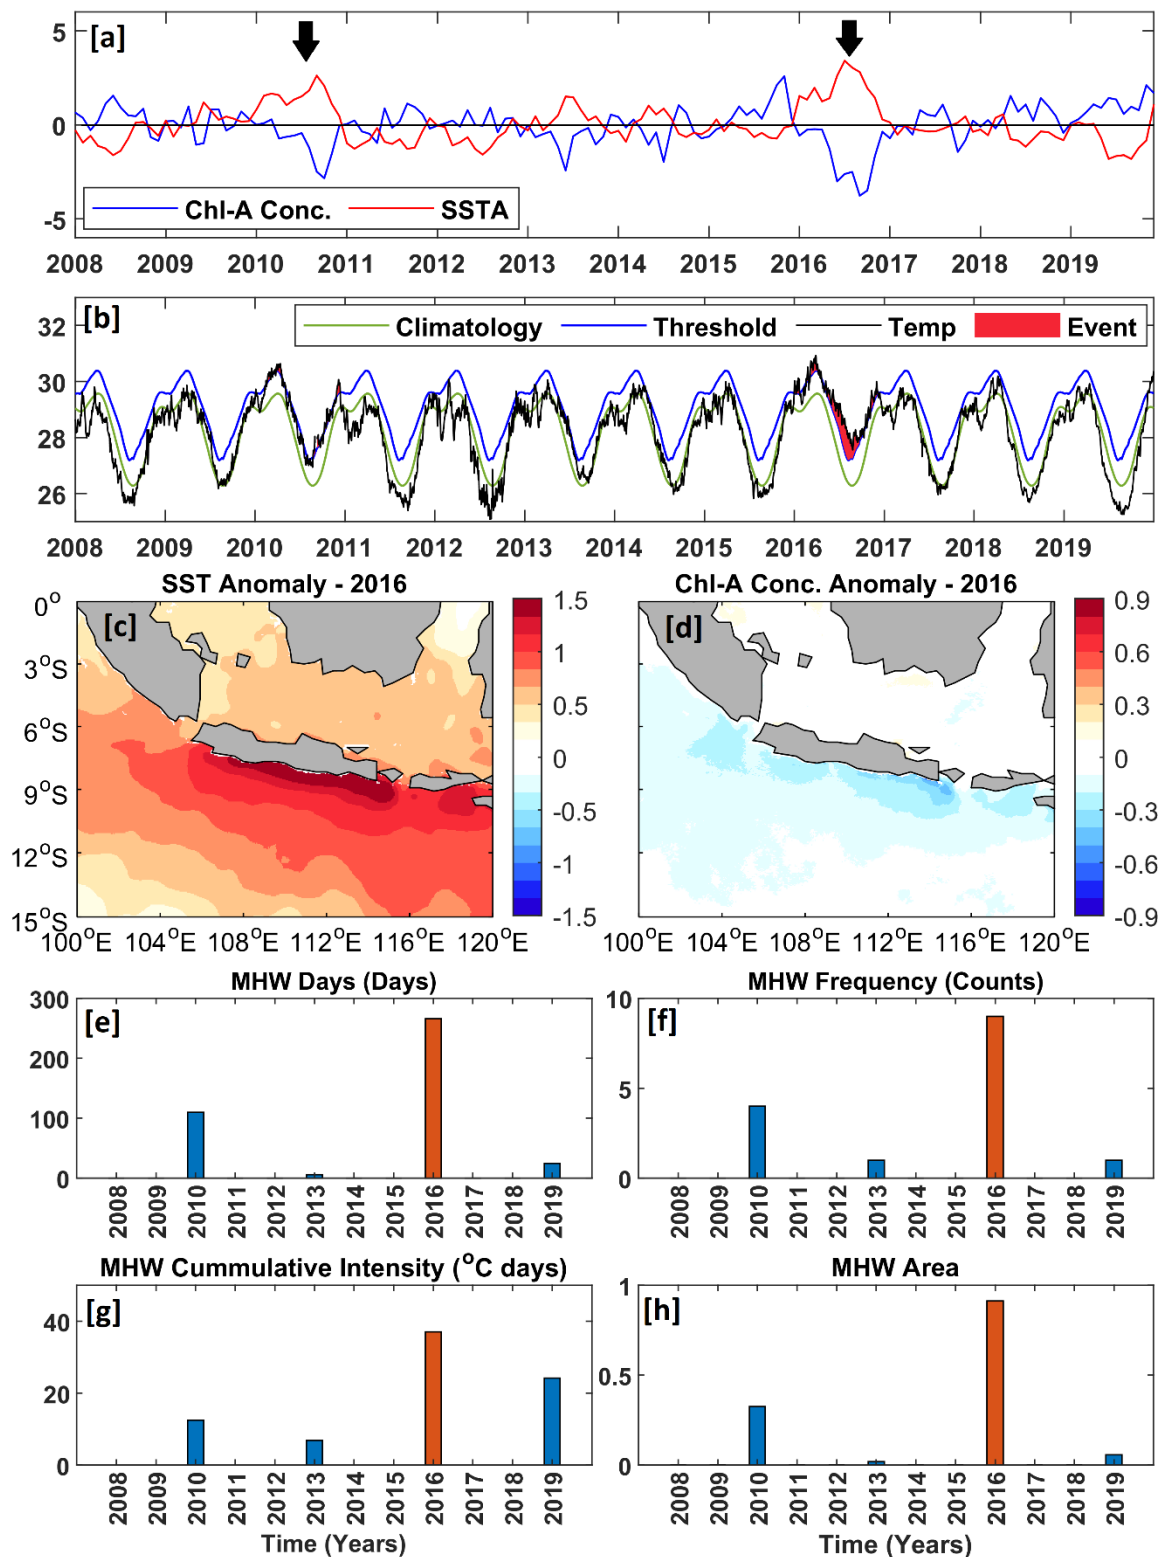 [a]
5
0
-5
Chl-A Conc. SSTA
2008 2009 2010 2011 2012 2013 2014 2015 2016 2017 2018 2019
[b]
Climatology Threshold Temp Event
32
30
28
26
2008 2009 2010 2011 2012 2013 2014 2015 2016 2017 2018 2019
SST Anomaly - 2016
[c]
0°
3°S
6°S
9°S
12°S
15°S
100°E 104°E 108°E 112°E 116°E 120°E
1.5
1
0.5
0
-0.5
-1
-1.5
Chl-A Conc. Anomaly - 2016
[d]
100°E 104°E 108°E 112°E 116°E 120°E
0.9
0.6
0.3
0
-0.3
-0.6
-0.9
MHW Days (Days)
[e]
300
200
100
0
2008 2009 2010 2011 2012 2013 2014 2015 2016 2017 2018 2019
MHW Frequency (Counts)
[f]
10
5
0
2008 2009 2010 2011 2012 2013 2014 2015 2016 2017 2018 2019
MHW Cummulative Intensity (°C days)
[g]
40
20
0
2008 2009 2010 2011 2012 2013 2014 2015 2016 2017 2018 2019
Time (Years)
MHW Area
[h]
1
0.5
0
2008 2009 2010 2011 2012 2013 2014 2015 2016 2017 2018 2019
Time (Years)